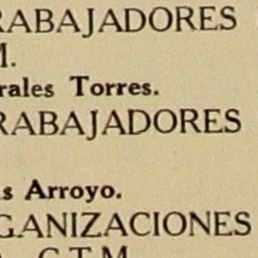 RABAJADORES
M.
rales Torres.
RABAJADORES
s Arroyo.
GANIZACIONES
C.T.M.